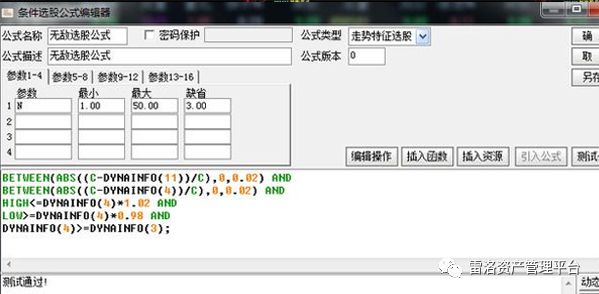 条件选股公式编辑器
公式名称 无敌选股公式 密码保护 公式类型 走势特征选股 确
公式描述 无敌选股公式 公式版本 0 取
参数1-4 参数5-8 参数9-12 参数13-16 另存
参数 最小 最大 缺省
1 N 1.00 50.00 3.00
2
3
4
编辑操作 插入函数 插入资源 引入公式 测试
BETWEEN(ABS((C-DYNAINFO(11))/C),0,0.02) AND
BETWEEN(ABS((C-DYNAINFO(4))/C),0,0.02) AND
HIGH<=DYNAINFO(4)*1.02 AND
LOW>=DYNAINFO(4)*0.98 AND
DYNAINFO(4)>=DYNAINFO(3);
测试通过! 动态
雷洛资产管理平台